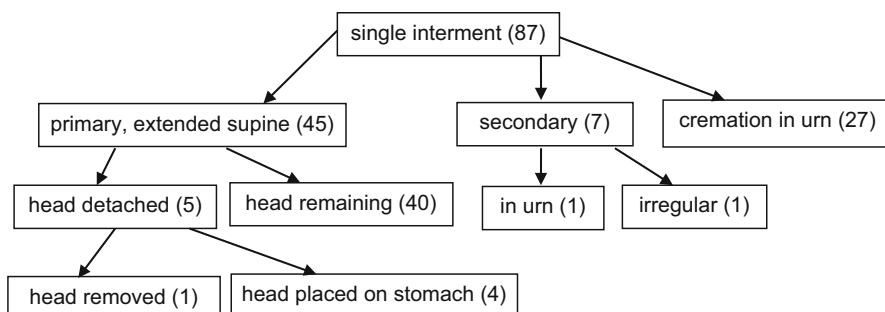 single interment (87)
primary, extended supine (45)
secondary (7)
cremation in urn (27)
head detached (5)
head remaining (40)
in urn (1)
irregular (1)
head removed (1)
head placed on stomach (4)